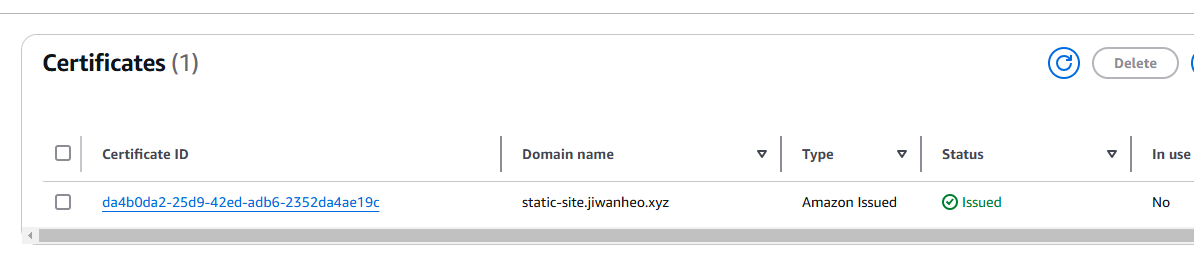 Certificates (1)
Delete
Certificate ID Domain name Type Status In use
da4b0da2-25d9-42ed-adb6-2352da4ae19c static-site.jiwanheo.xyz Amazon Issued Issued No